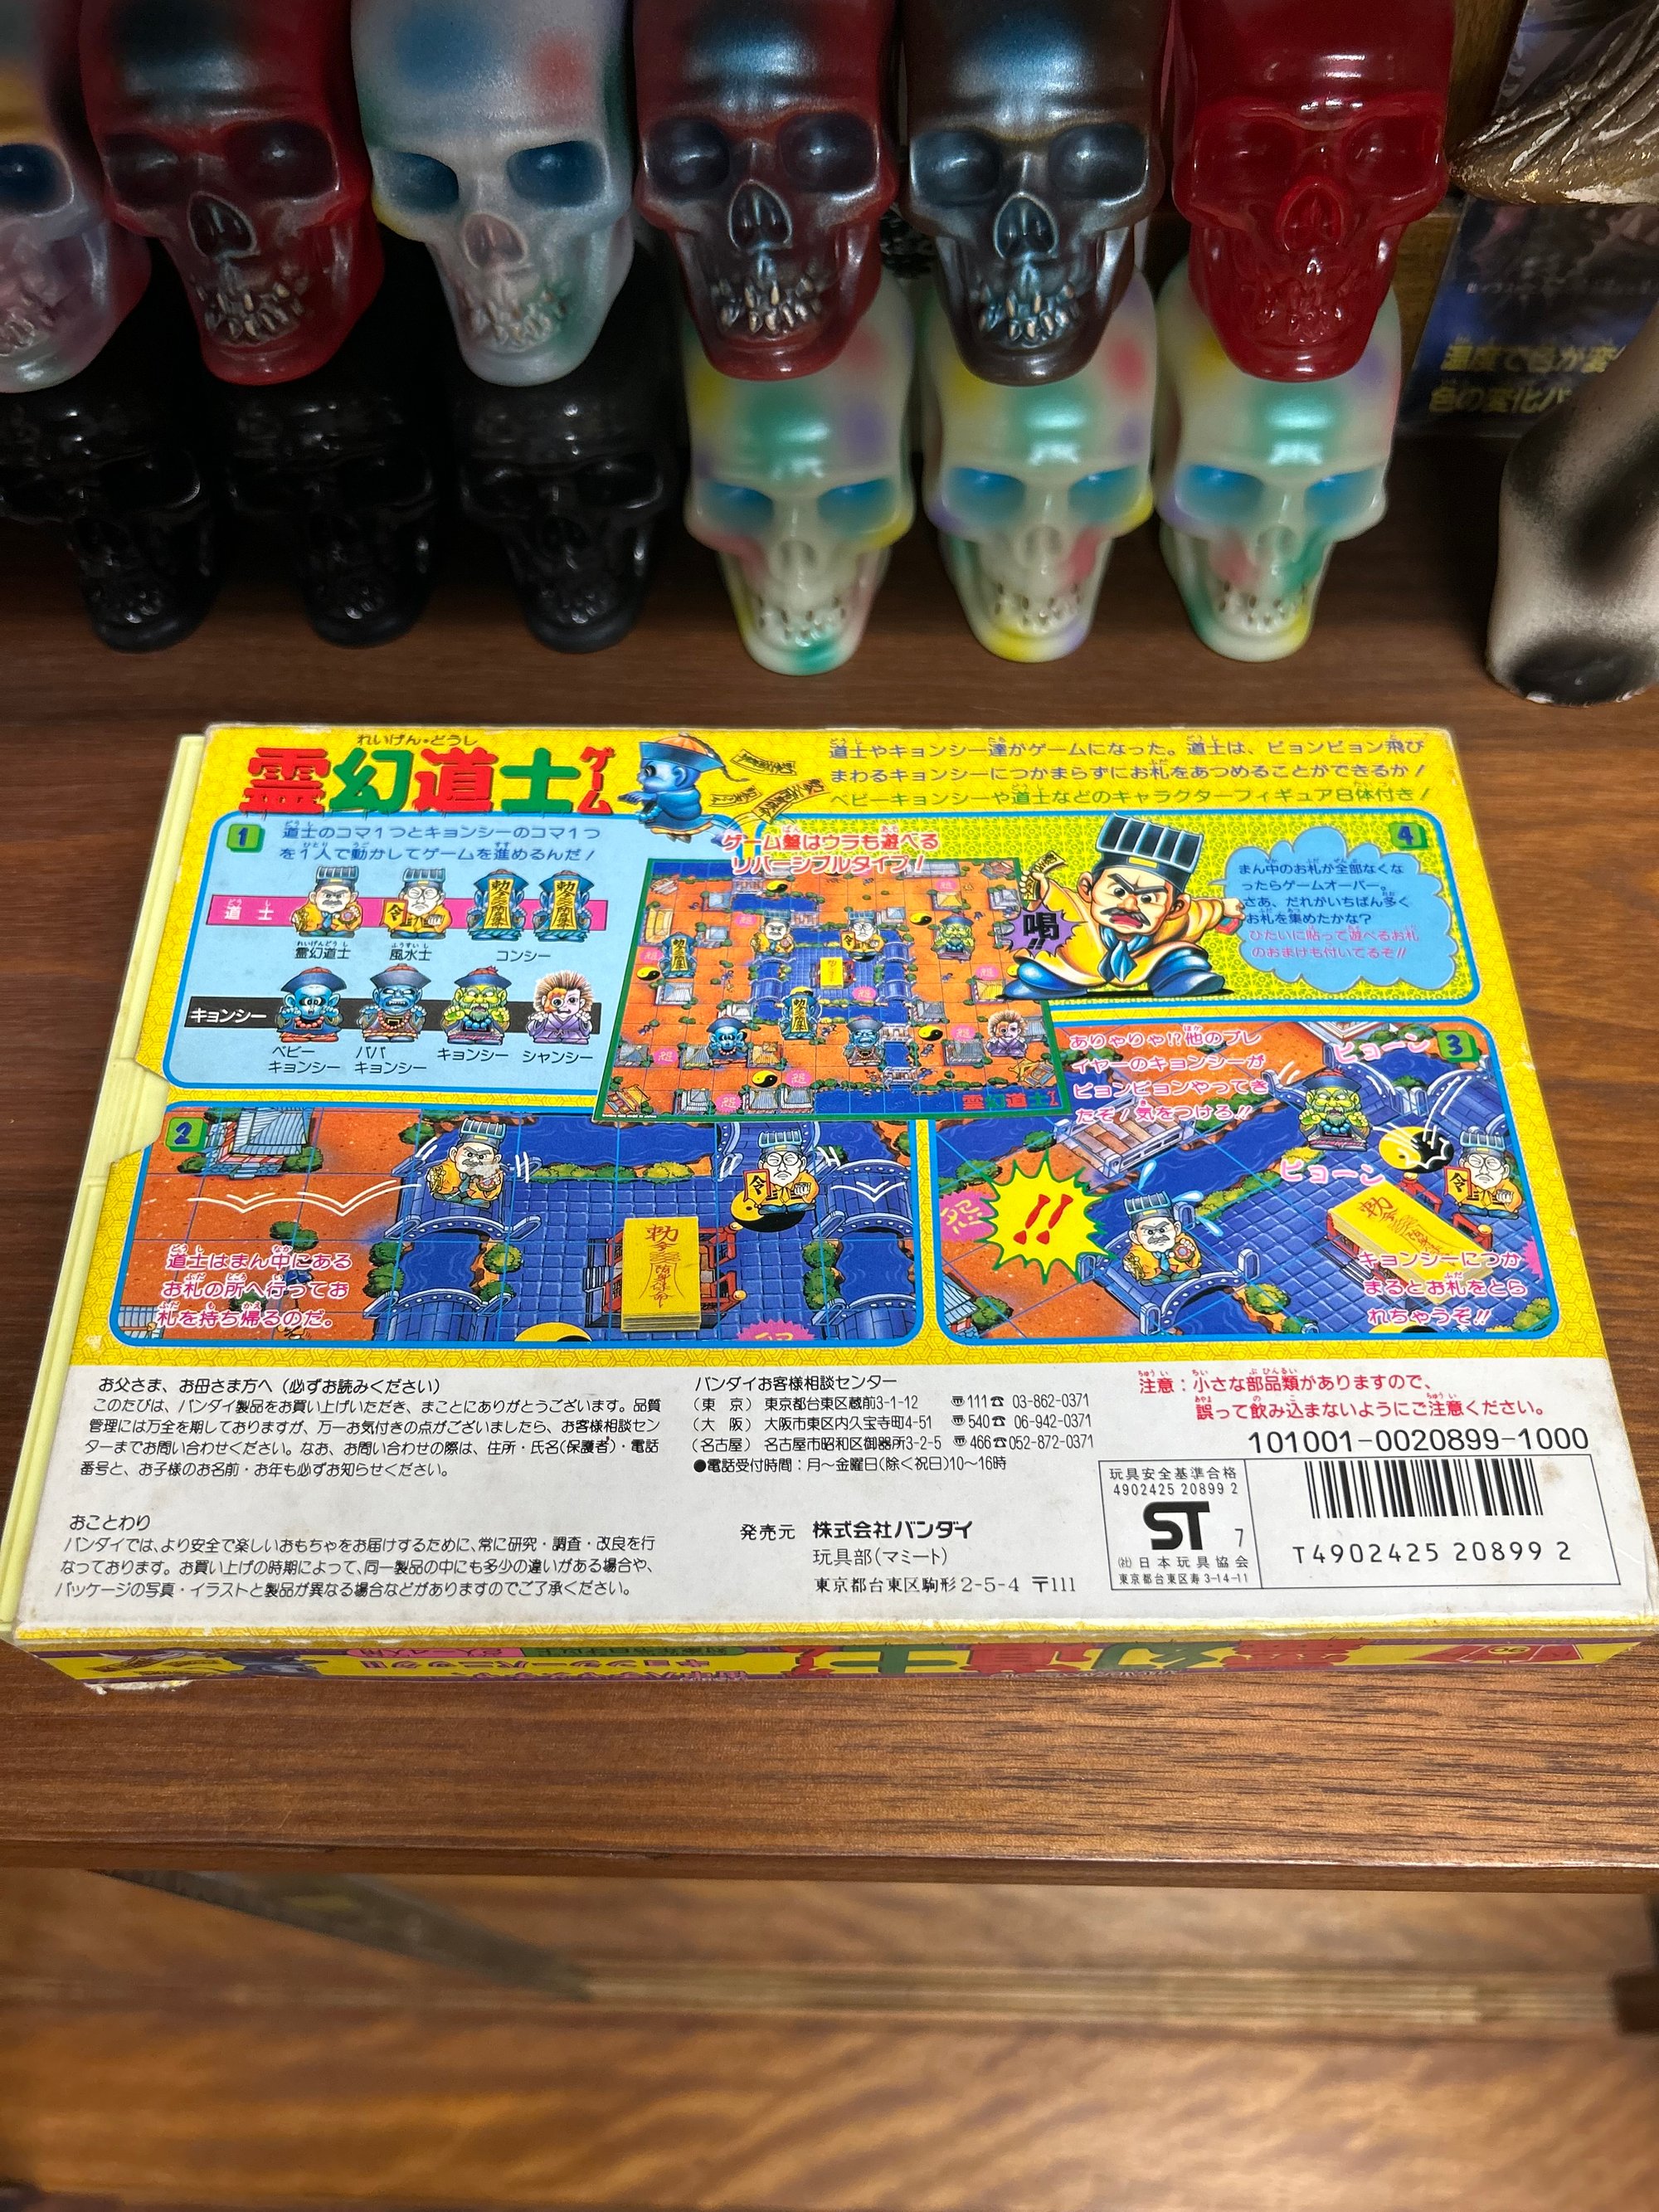 温度で色が変
色の変化パ
れいげん・どうし
霊幻道士ゲーム
道士やキョンシー達がゲームになった。道士は、ピョンピョン飛び
まわるキョンシーにつかまらずにお札をあつめることができるか！
ベビーキョンシーや道士などのキャラクターフィギュア8体付き！
1
道士のコマ1つとキョンシーのコマ1つ
を1人で動かしてゲームを進めるんだ！
道士
霊幻道士
風水士
コンシー
キョンシー
ベビーキョンシー
パパキョンシー
キョンシー
シャンシー
ゲーム盤はウラも遊べる
リバーシブルタイプ！
霊幻道士ゲーム
喝!!
4
まん中のお札が全部なくな
ったらゲームオーバー。
さあ、だれがいちばん多く
お札を集めたかな？
ひたいに貼って遊べるお札
のおまけも付いてるぞ!!
2
道士はまん中にある
お札の所へ行ってお
札を持ち帰るのだ。
3
ありゃりゃ!?他のプレ
イヤーのキョンシーが
ピョンピョンやってき
たぞ！気をつけろ!!
ピョーン
ピョーン
!!
キョンシーにつか
まるとお札をとら
れちゃうぞ!!
お父さま、お母さま方へ（必ずお読みください）
このたびは、バンダイ製品をお買い上げいただき、まことにありがとうございます。品質
管理には万全を期しておりますが、万一お気付きの点がございましたら、お客様相談セン
ターまでお問い合わせください。なお、お問い合わせの際は、住所・氏名(保護者)・電話
番号と、お子様のお名前・お年も必ずお知らせください。
おことわり
バンダイでは、より安全で楽しいおもちゃをお届けするために、常に研究・調査・改良を行
なっております。お買い上げの時期によって、同一製品の中にも多少の違いがある場合や、
パッケージの写真・イラストと製品が異なる場合などがありますのでご了承ください。
バンダイお客様相談センター
（東　京）東京都台東区蔵前3-1-12 〠111☎ 03-862-0371
（大　阪）大阪市東区内久宝寺町4-51 〠540☎ 06-942-0371
（名古屋）名古屋市昭和区御器所3-2-5 〠466☎052-872-0371
●電話受付時間：月〜金曜日(除く祝日)10〜16時
発売元 株式会社バンダイ
玩具部(マミート)
東京都台東区駒形2-5-4 〒111
注意：小さな部品類がありますので、
誤って飲み込まないようにご注意ください。
101001-0020899-1000
玩具安全基準合格
4902425 20899 2
ST 7
㈳日本玩具協会
東京都台東区寿3-14-11
T4902425 20899 2
霊幻道士